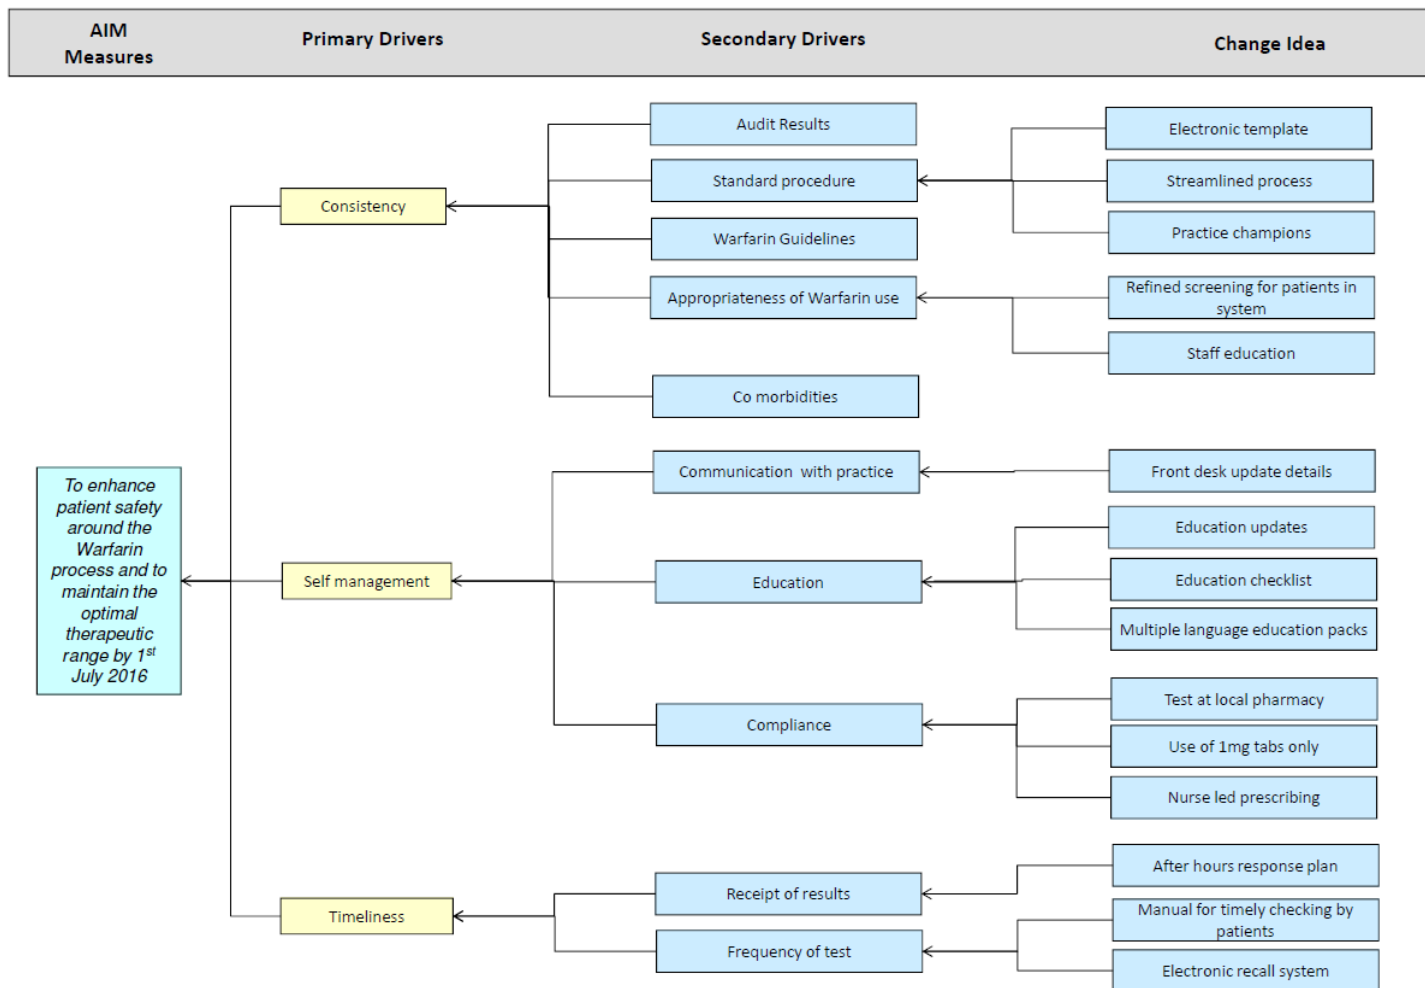 AIM
Measures
Primary Drivers
Secondary Drivers
Change Idea
Audit Results
Standard procedure
Warfarin Guidelines
Appropriateness of Warfarin use
Co morbidities
Electronic template
Streamlined process
Practice champions
Refined screening for patients in
system
Staff education
Consistency
To enhance
patient safety
around the
Warfarin
process and to
maintain the
optimal
therapeutic
range by 1st
July 2016
Self management
Communication with practice
Education
Compliance
Front desk update details
Education updates
Education checklist
Multiple language education packs
Test at local pharmacy
Use of 1mg tabs only
Nurse led prescribing
Timeliness
Receipt of results
Frequency of test
After hours response plan
Manual for timely checking by
patients
Electronic recall system